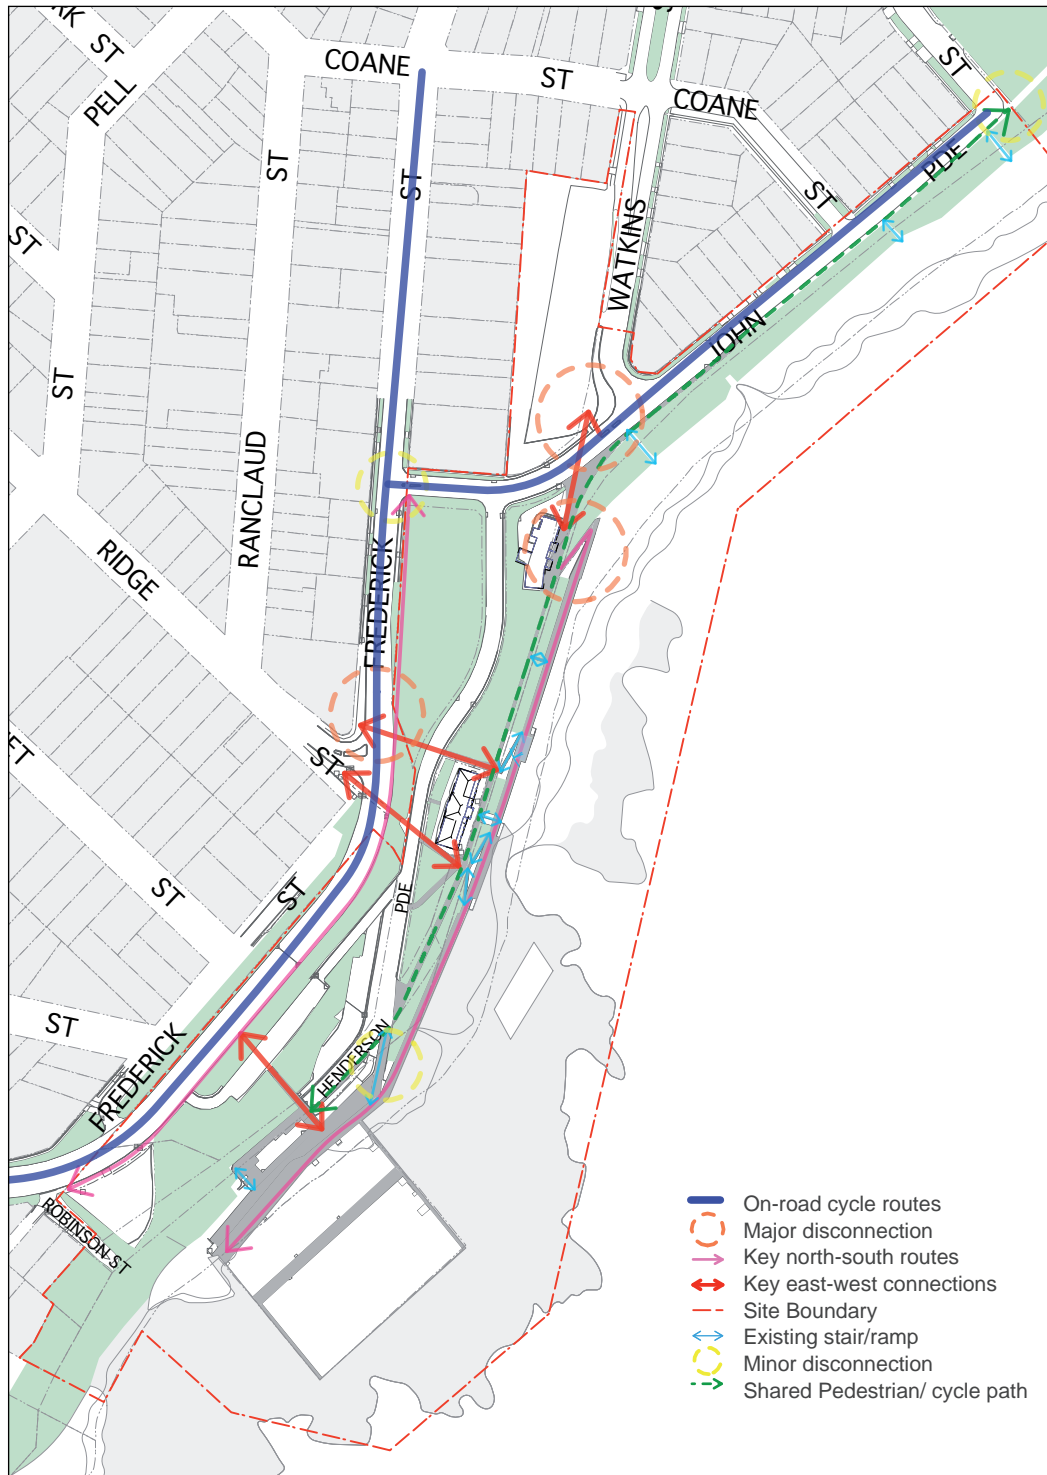 ST
PELL
COANE
ST
COANE
ST
ST
ST
PDE
ST
ST
WATKINS
ST
JOHN
ST
RANCLAUD
RIDGE
FREDERICK
ST
ST
ST
PDE
ST
FREDERICK
HENDERSON
ROBINSON ST
On-road cycle routes
Major disconnection
Key north-south routes
Key east-west connections
Site Boundary
Existing stair/ramp
Minor disconnection
Shared Pedestrian/ cycle path